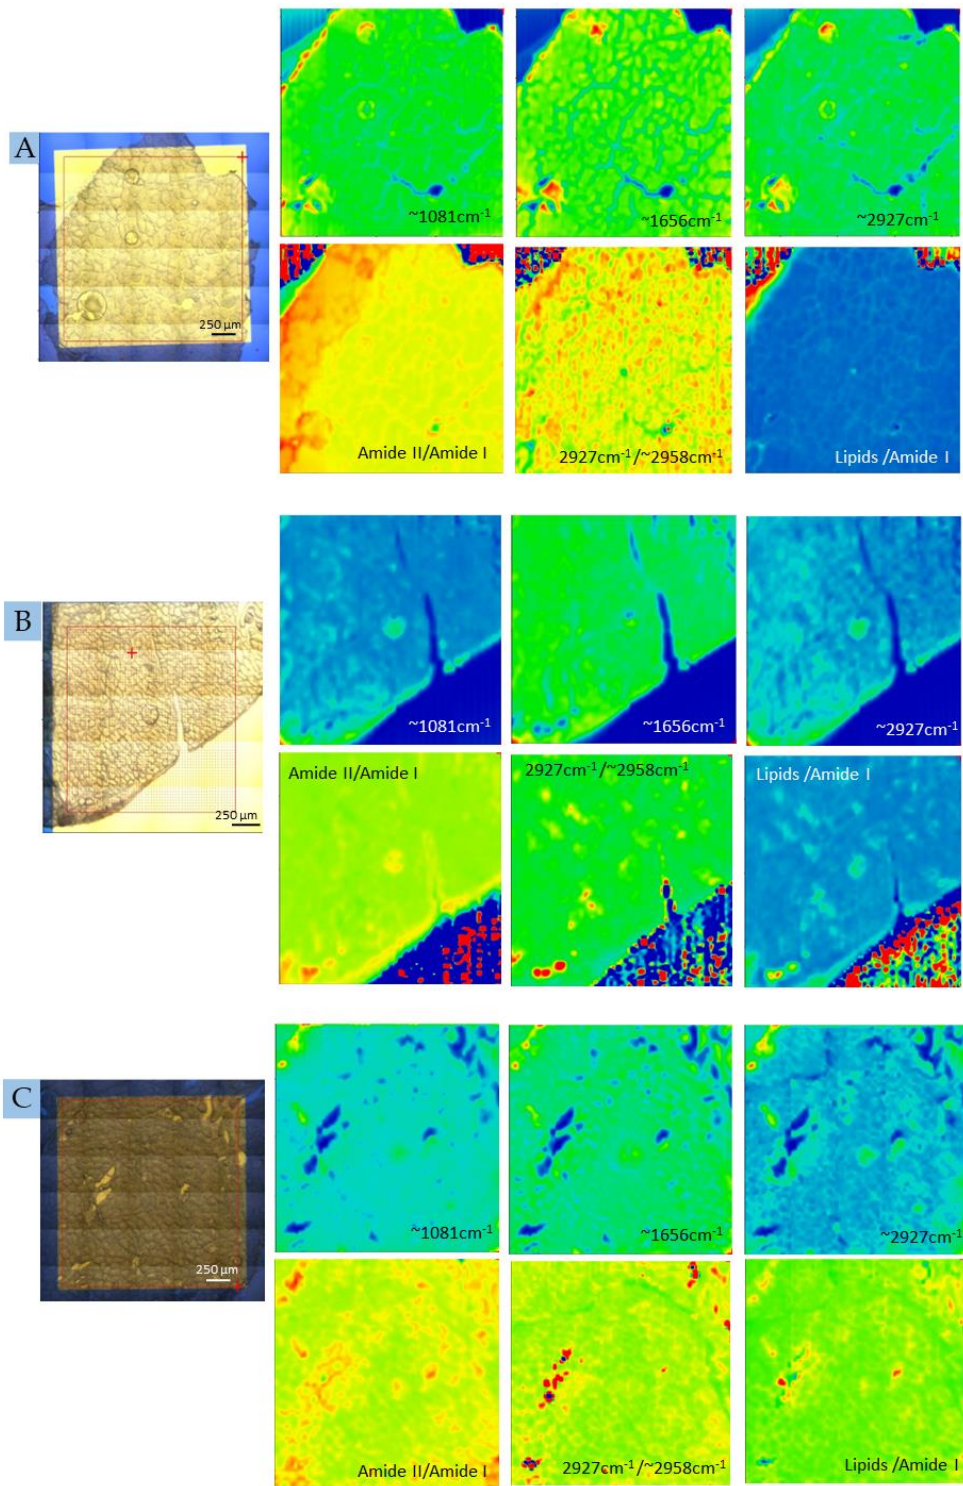 A
250 µm
~1081cm⁻¹
~1656cm⁻¹
~2927cm⁻¹
Amide II/Amide I
2927cm⁻¹/~2958cm⁻¹
Lipids /Amide I
B
250 µm
~1081cm⁻¹
~1656cm⁻¹
~2927cm⁻¹
Amide II/Amide I
2927cm⁻¹/~2958cm⁻¹
Lipids /Amide I
C
250 µm
~1081cm⁻¹
~1656cm⁻¹
~2927cm⁻¹
Amide II/Amide I
2927cm⁻¹/~2958cm⁻¹
Lipids /Amide I